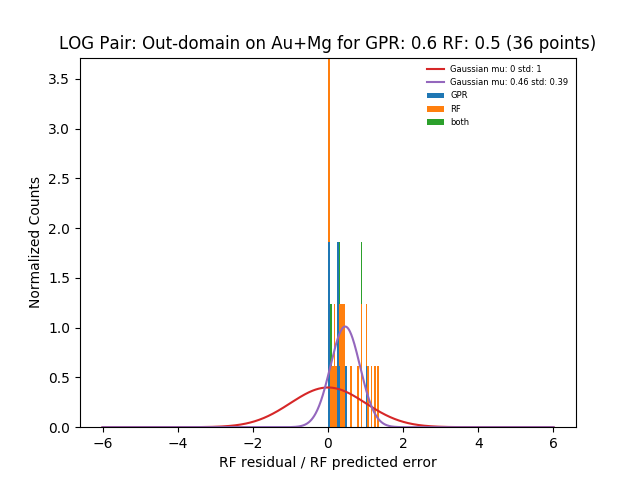 LOG Pair: Out-domain on Au+Mg for GPR: 0.6 RF: 0.5 (36 points)
Gaussian mu: 0 std: 1
Gaussian mu: 0.46 std: 0.39
GPR
RF
both
Normalized Counts
3.5
3.0
2.5
2.0
1.5
1.0
0.5
0.0
−6 −4 −2 0 2 4 6
RF residual / RF predicted error